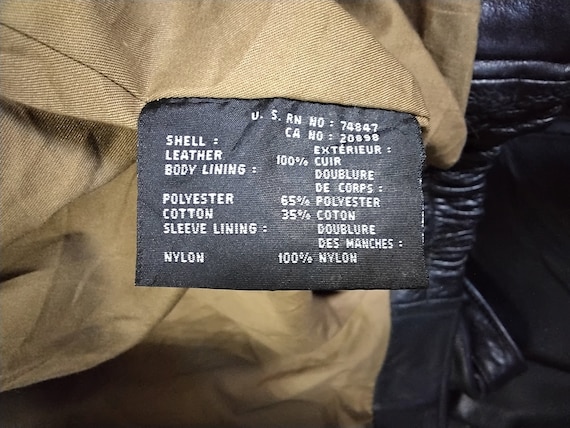 U. S. RN NO : 74847
CA NO : 20898
SHELL : EXTÉRIEUR :
LEATHER 100% CUIR
BODY LINING : DOUBLURE
DE CORPS :
POLYESTER 65% POLYESTER
COTTON 35% COTON
SLEEVE LINING : DOUBLURE
DES MANCHES :
NYLON 100% NYLON